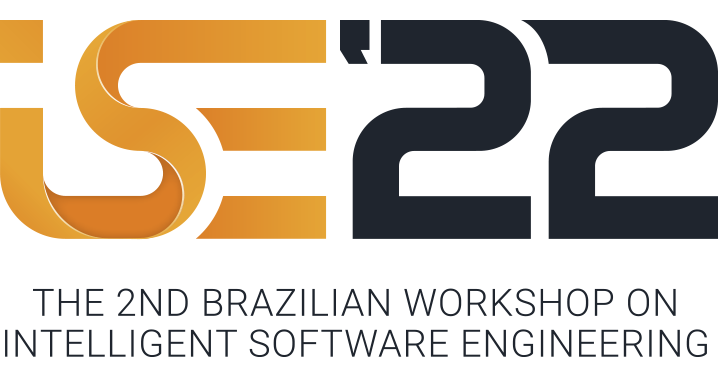 iSE'22
THE 2ND BRAZILIAN WORKSHOP ON
INTELLIGENT SOFTWARE ENGINEERING